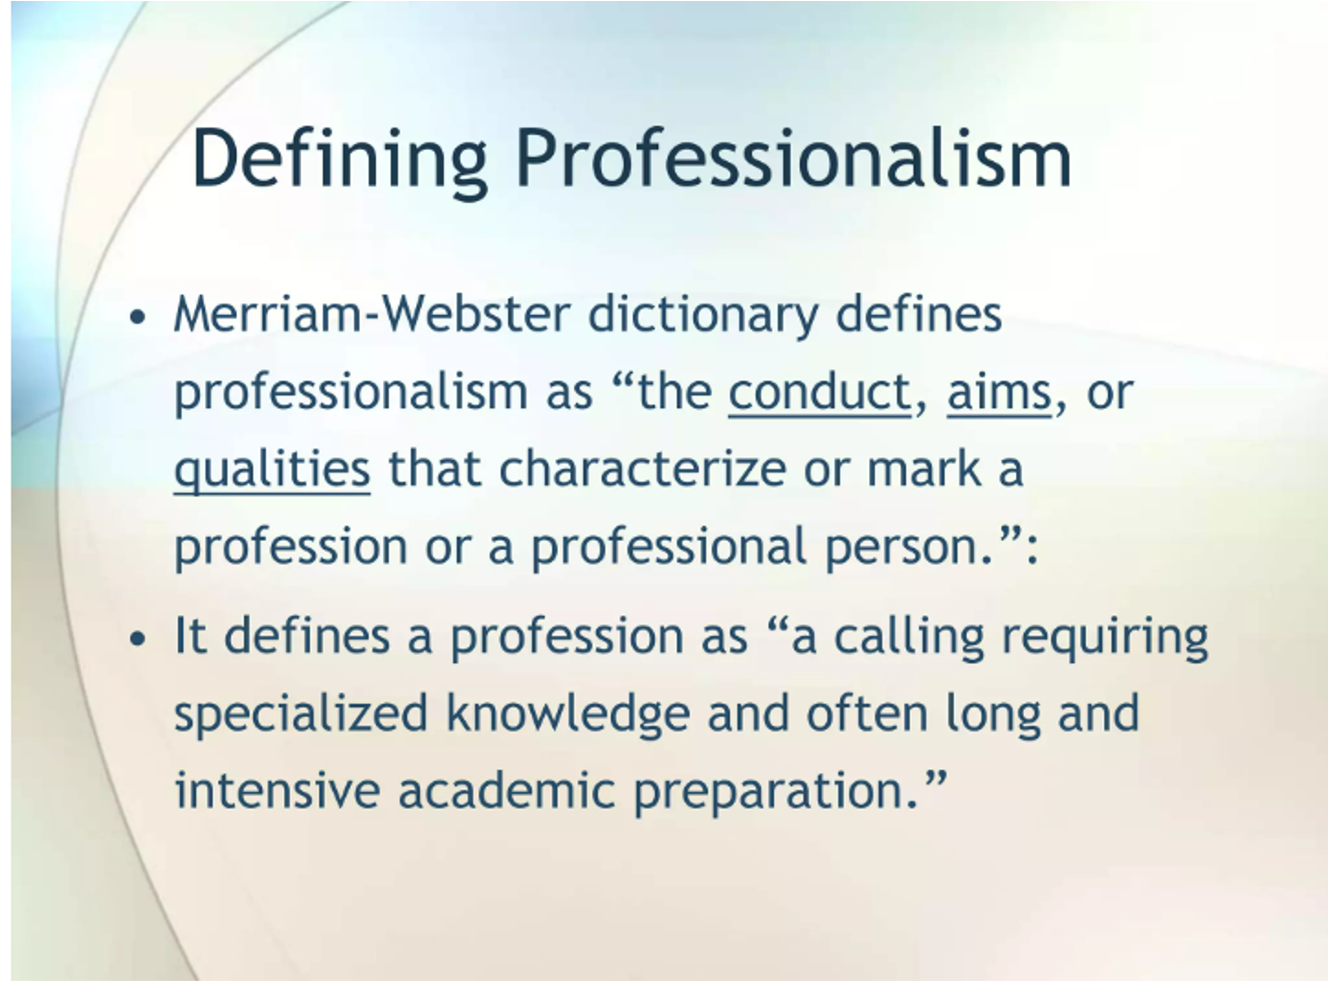 Defining Professionalism
• Merriam-Webster dictionary defines
professionalism as “the conduct, aims, or
qualities that characterize or mark a
profession or a professional person.”:
• It defines a profession as “a calling requiring
specialized knowledge and often long and
intensive academic preparation.”